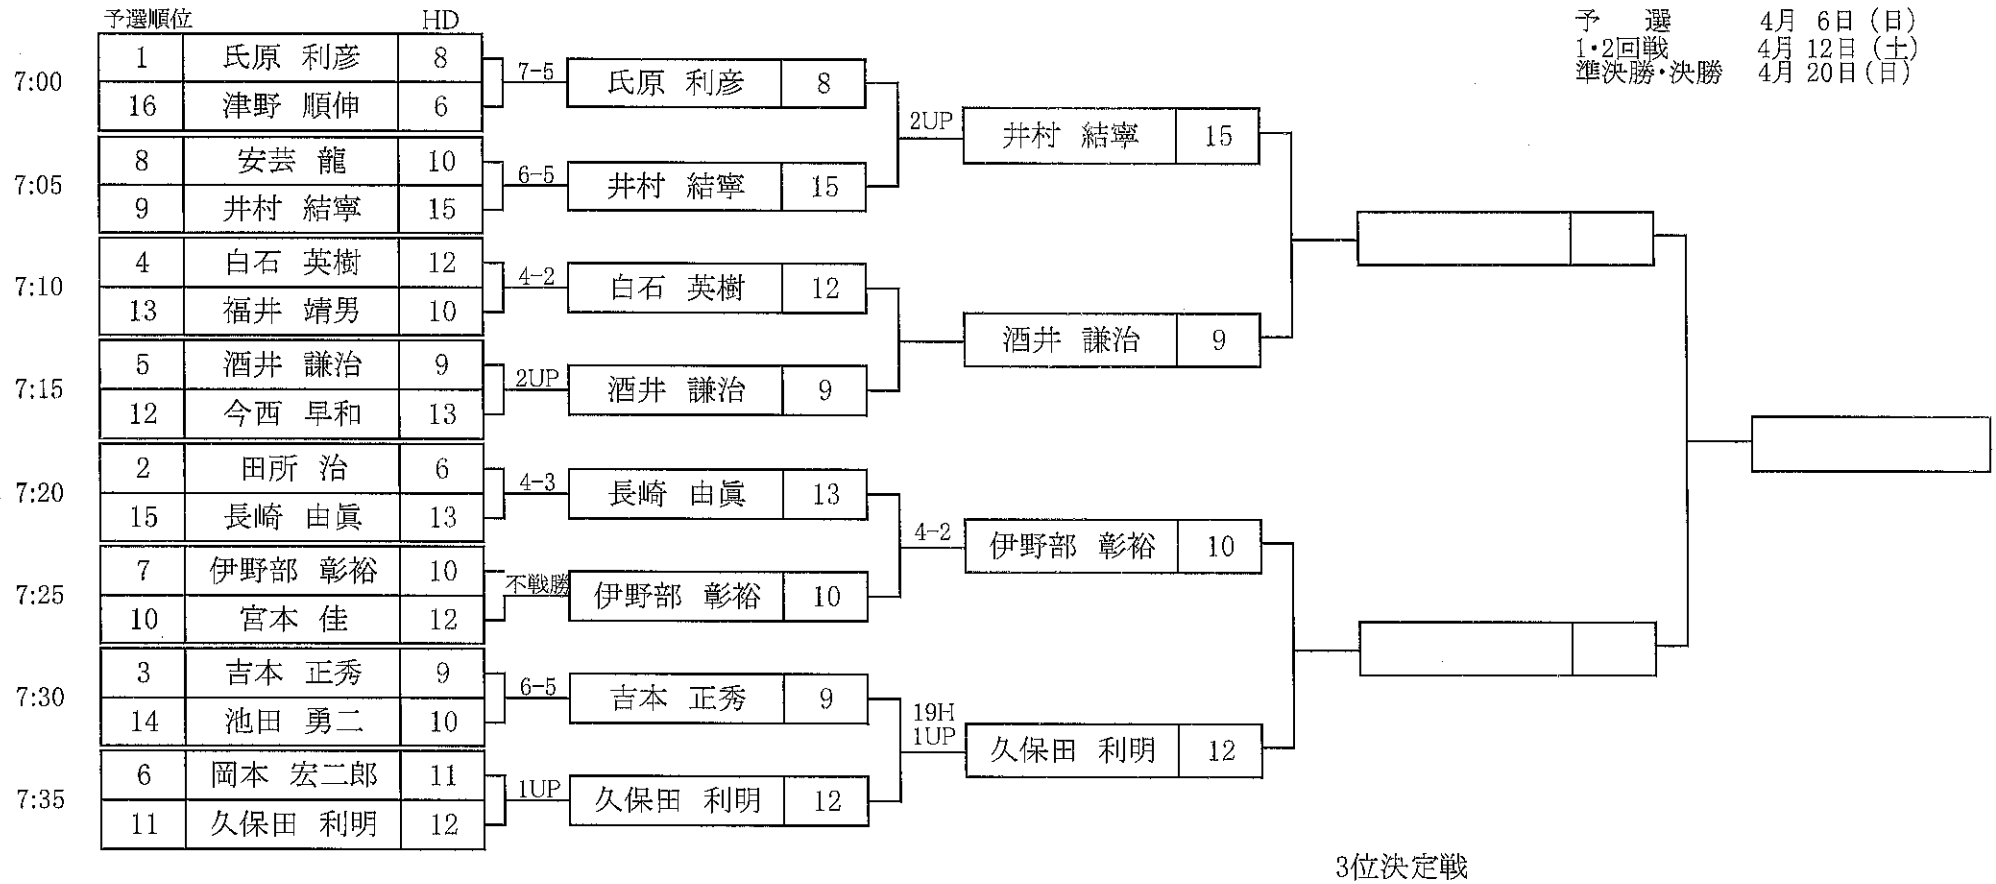 予選順位 HD
予 選 4月 6日(日)
1・2回戦 4月 12日(土)
準決勝・決勝 4月 20日(日)
7:00
1 氏原 利彦 8
16 津野 順伸 6
7-5
氏原 利彦 8
7:05
8 安芸 龍 10
9 井村 結寧 15
6-5
井村 結寧 15
2UP
井村 結寧 15
7:10
4 白石 英樹 12
13 福井 靖男 10
4-2
白石 英樹 12
7:15
5 酒井 謙治 9
12 今西 早和 13
2UP
酒井 謙治 9
酒井 謙治 9
7:20
2 田所 治 6
15 長崎 由眞 13
4-3
長崎 由眞 13
7:25
7 伊野部 彰裕 10
10 宮本 佳 12
不戦勝
伊野部 彰裕 10
4-2
伊野部 彰裕 10
7:30
3 吉本 正秀 9
14 池田 勇二 10
6-5
吉本 正秀 9
7:35
6 岡本 宏二郎 11
11 久保田 利明 12
1UP
久保田 利明 12
19H
1UP
久保田 利明 12
3位決定戦